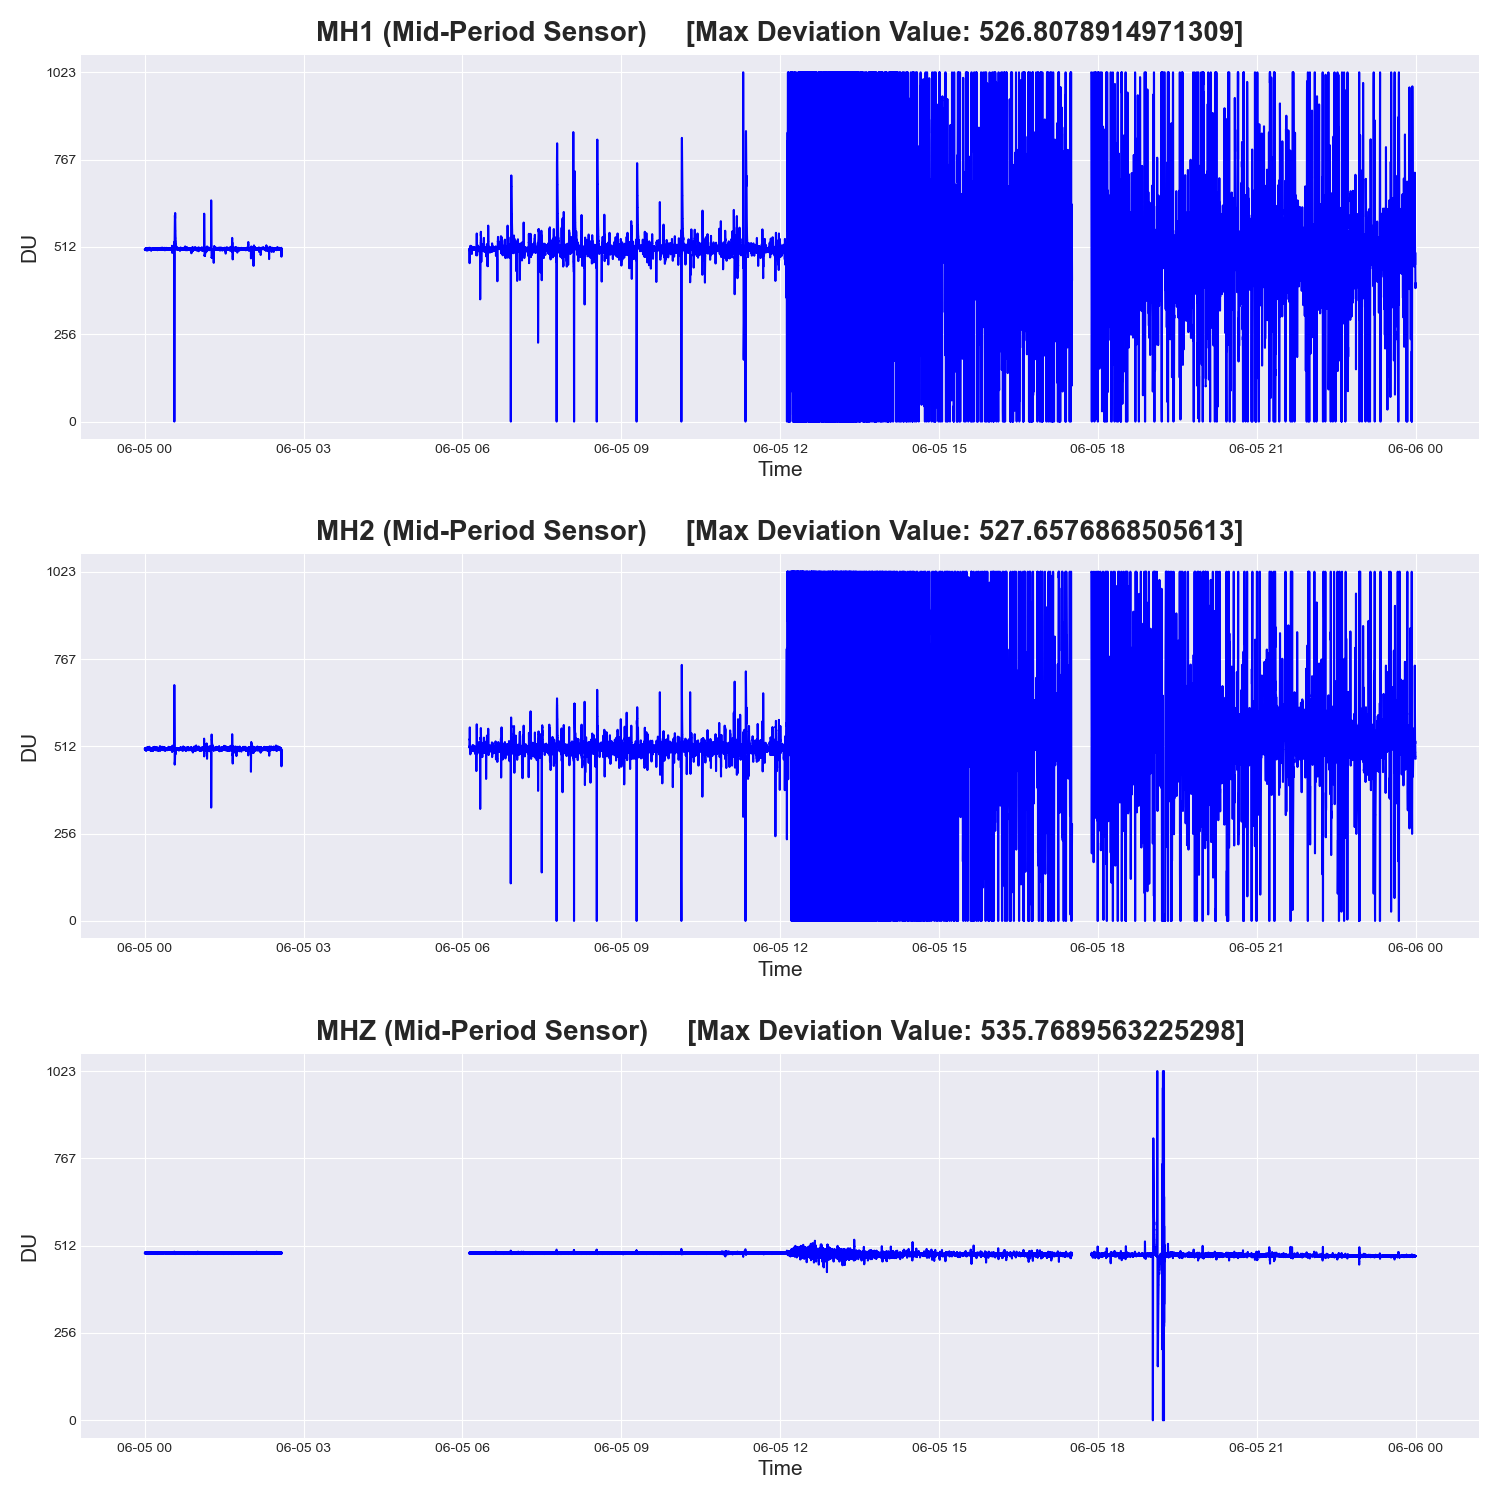 MH1 (Mid-Period Sensor) [Max Deviation Value: 526.8078914971309]
1023
767
512
256
0
DU
06-05 00 06-05 03 06-05 06 06-05 09 06-05 12 06-05 15 06-05 18 06-05 21 06-06 00
Time
MH2 (Mid-Period Sensor) [Max Deviation Value: 527.6576868505613]
1023
767
512
256
0
DU
06-05 00 06-05 03 06-05 06 06-05 09 06-05 12 06-05 15 06-05 18 06-05 21 06-06 00
Time
MHZ (Mid-Period Sensor) [Max Deviation Value: 535.7689563225298]
1023
767
512
256
0
DU
06-05 00 06-05 03 06-05 06 06-05 09 06-05 12 06-05 15 06-05 18 06-05 21 06-06 00
Time